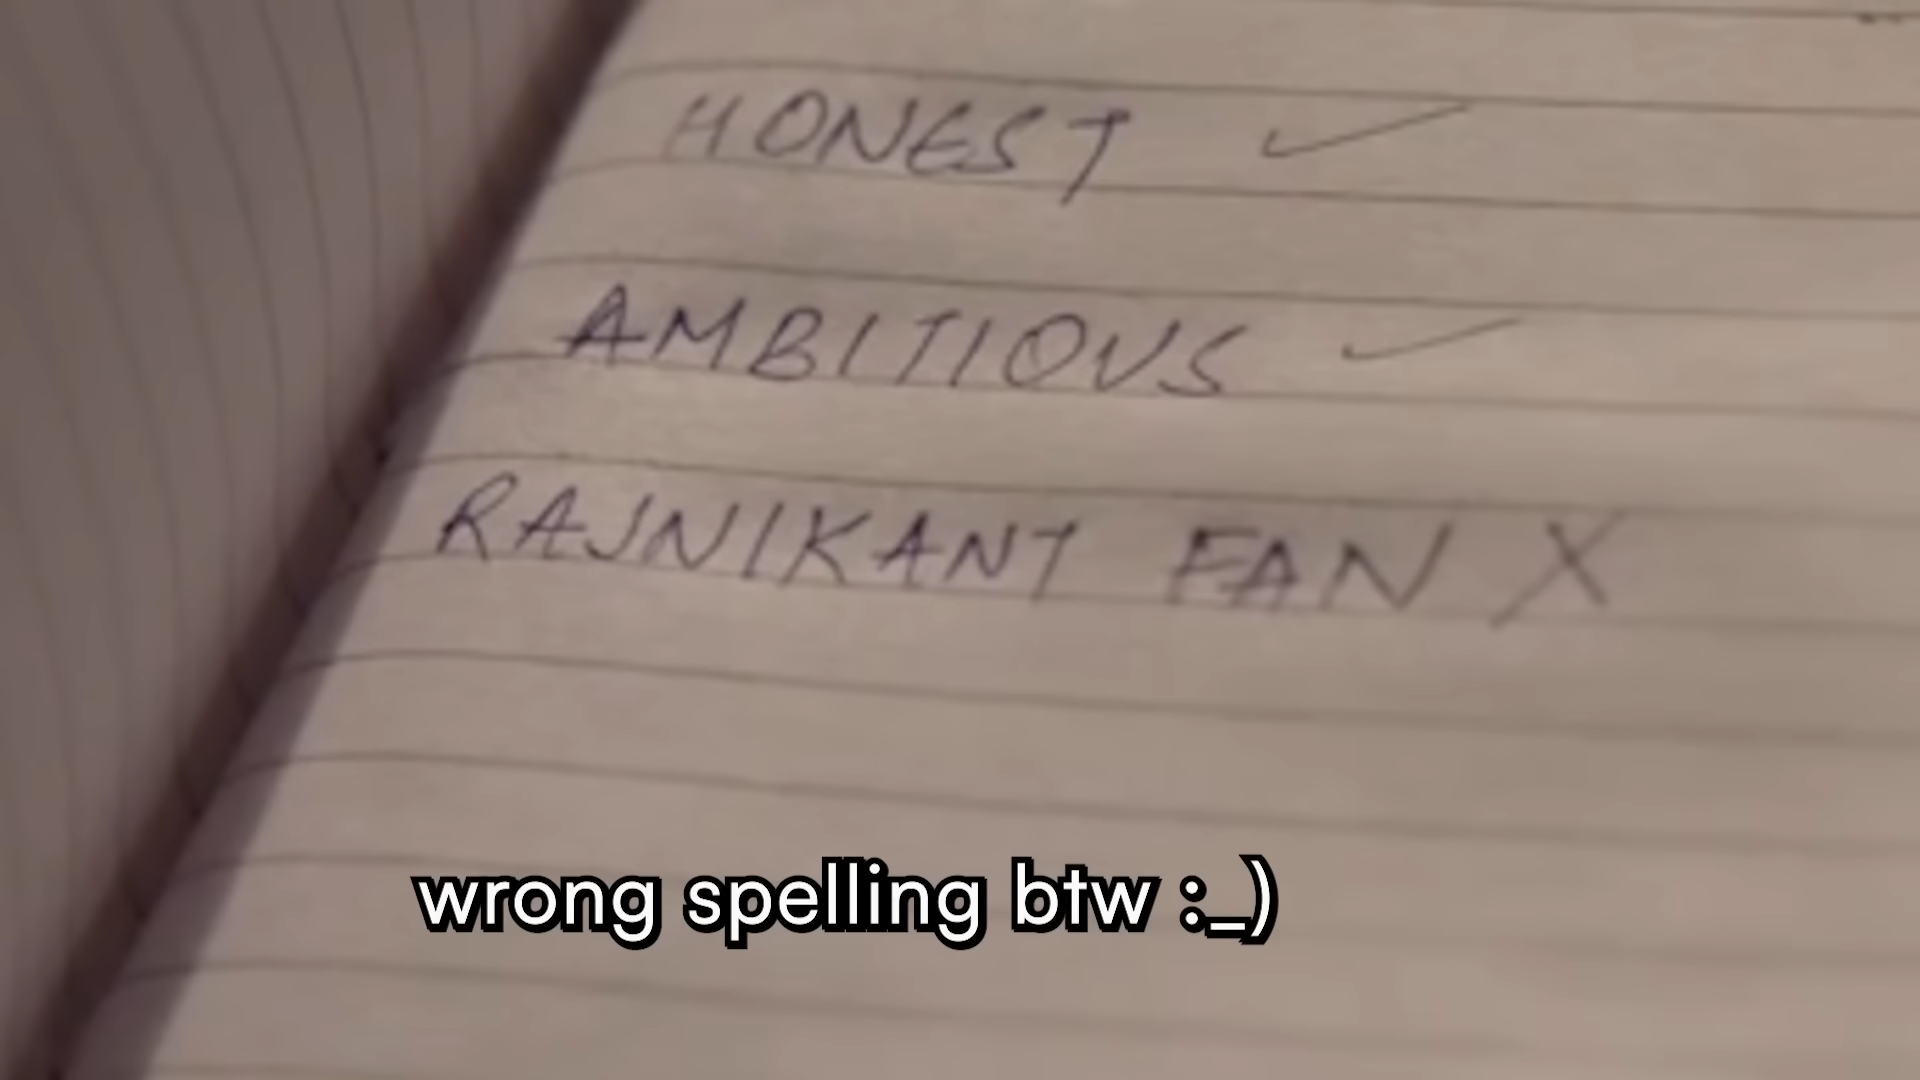 HONEST ✓
AMBITIOUS ✓
RAJNIKANT FAN X
wrong spelling btw :_)